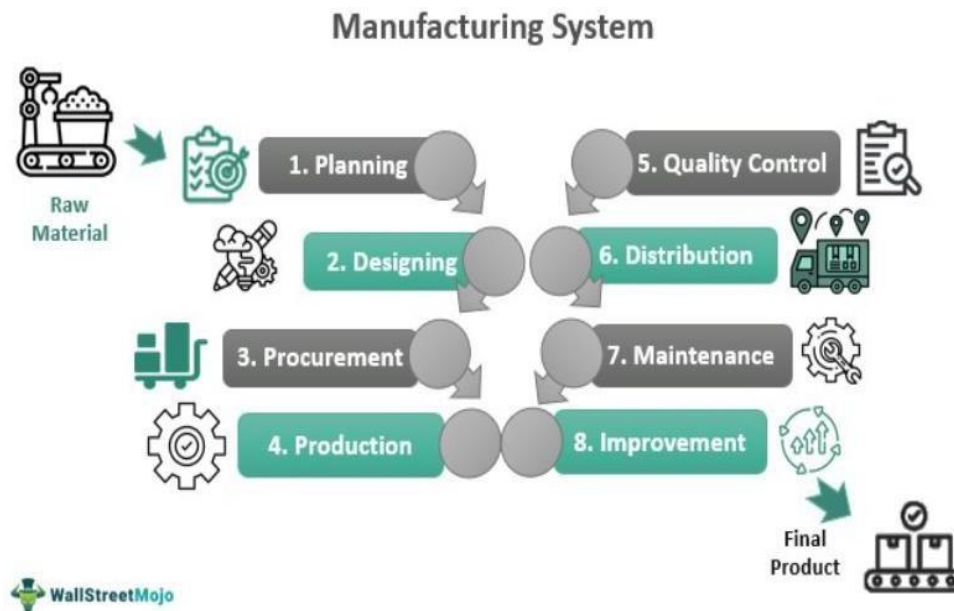 Manufacturing System
Raw
Material
1. Planning
2. Designing
3. Procurement
4. Production
5. Quality Control
6. Distribution
7. Maintenance
8. Improvement
Final
Product
WallStreetMojo